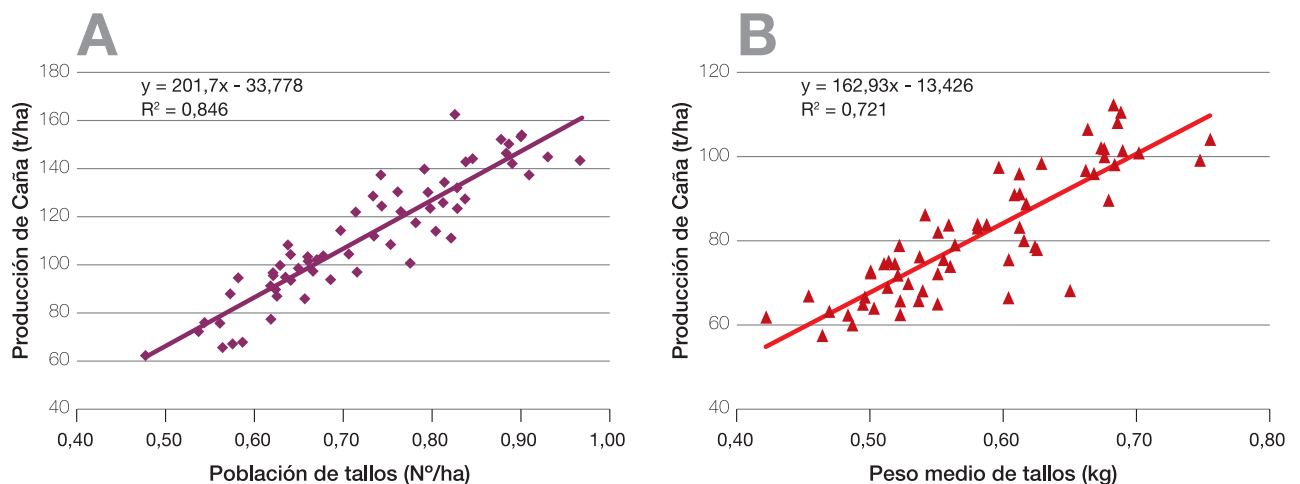 A
y = 201,7x - 33,778
R² = 0,846
Producción de Caña (t/ha)
180
160
140
120
100
80
60
40
0,40 0,50 0,60 0,70 0,80 0,90 1,00
Población de tallos (Nº/ha)
B
y = 162,93x - 13,426
R² = 0,721
Producción de Caña (t/ha)
120
100
80
60
40
0,40 0,50 0,60 0,70 0,80
Peso medio de tallos (kg)